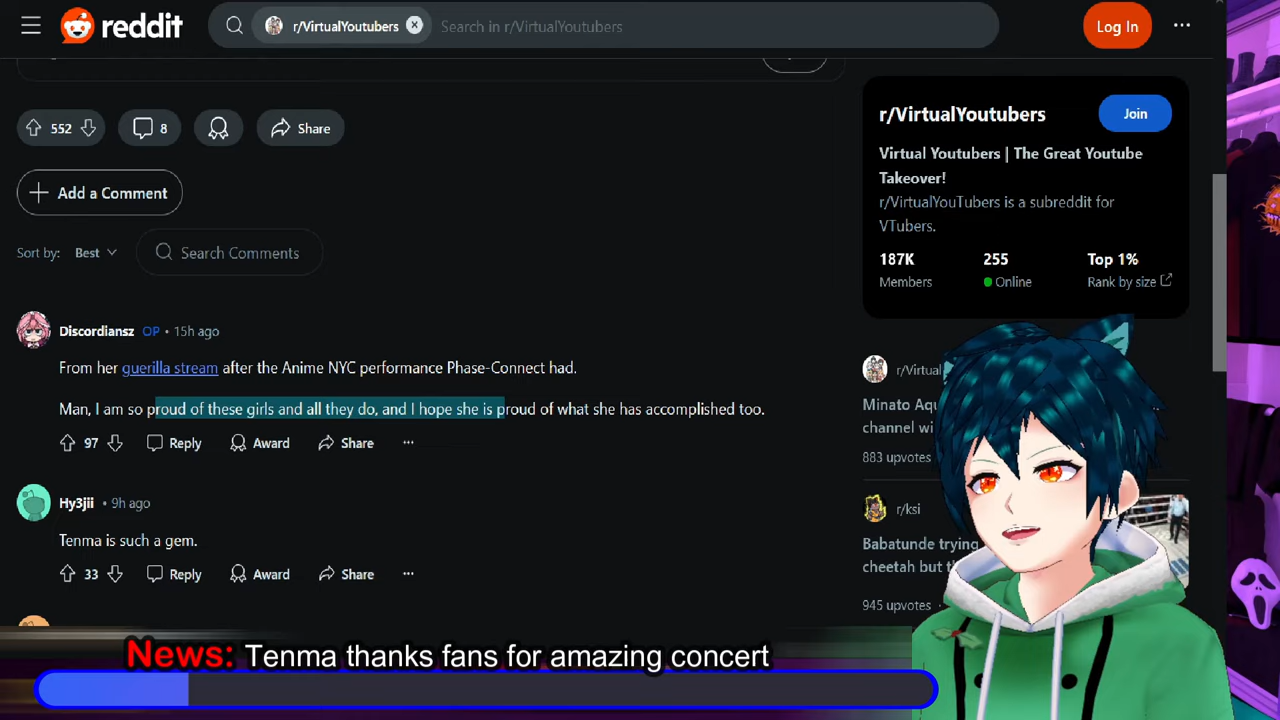 reddit
r/VirtualYoutubers
Search in r/VirtualYoutubers
Log In
552
8
Share
Add a Comment
Sort by: Best
Search Comments
Discordiansz OP • 15h ago
From her guerilla stream after the Anime NYC performance Phase-Connect had.
Man, I am so proud of these girls and all they do, and I hope she is proud of what she has accomplished too.
97 Reply Award Share
Hy3jii • 9h ago
Tenma is such a gem.
33 Reply Award Share
r/VirtualYoutubers
Join
Virtual Youtubers | The Great Youtube
Takeover!
r/VirtualYouTubers is a subreddit for
VTubers.
187K 255 Top 1%
Members Online Rank by size
r/Virtual
Minato Aqu
channel wi
883 upvotes
r/ksi
Babatunde trying
cheetah but t
945 upvotes
News: Tenma thanks fans for amazing concert